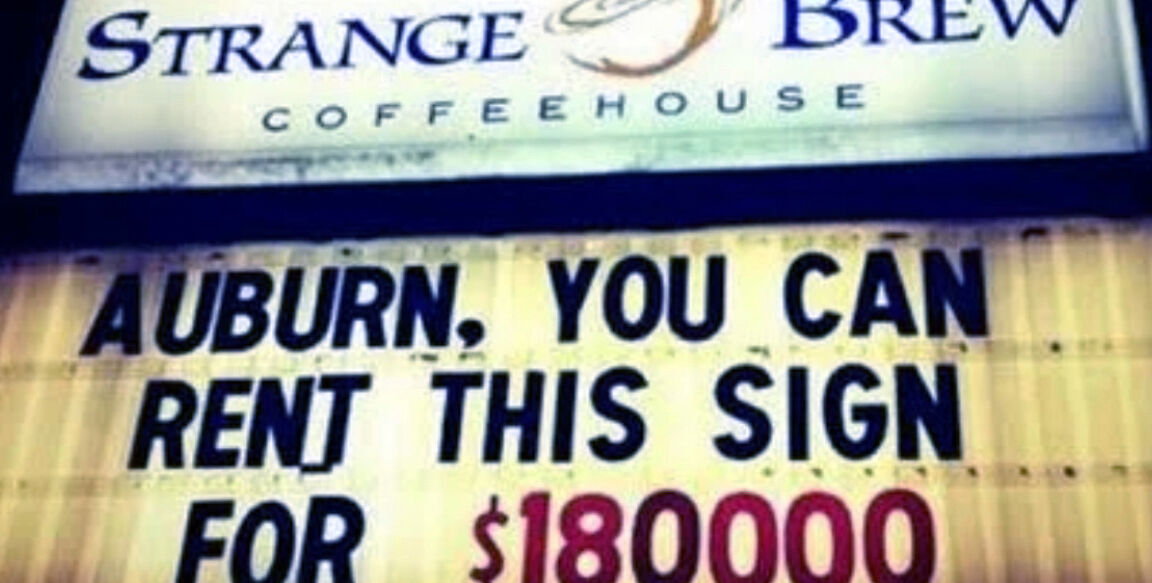 STRANGE BREW
COFFEEHOUSE
AUBURN, YOU CAN
RENT THIS SIGN
FOR $180000